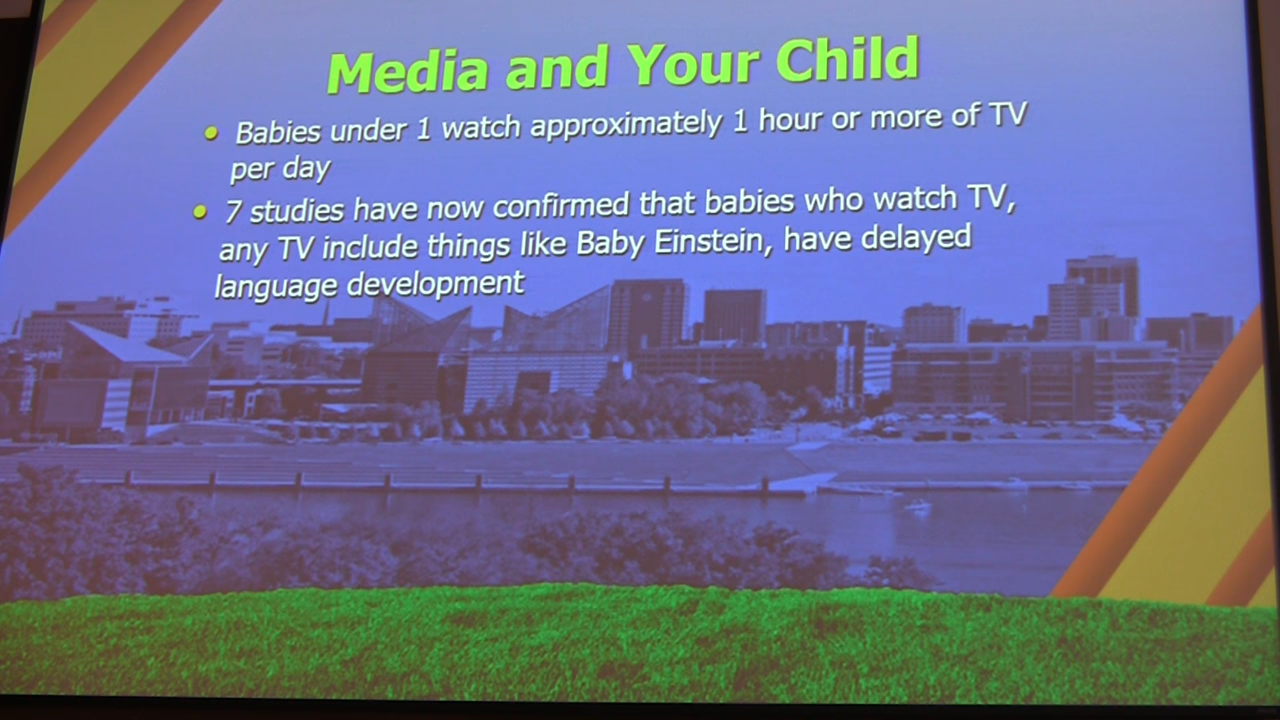 Media and Your Child
Babies under 1 watch approximately 1 hour or more of TV
per day
7 studies have now confirmed that babies who watch TV,
any TV include things like Baby Einstein, have delayed
language development